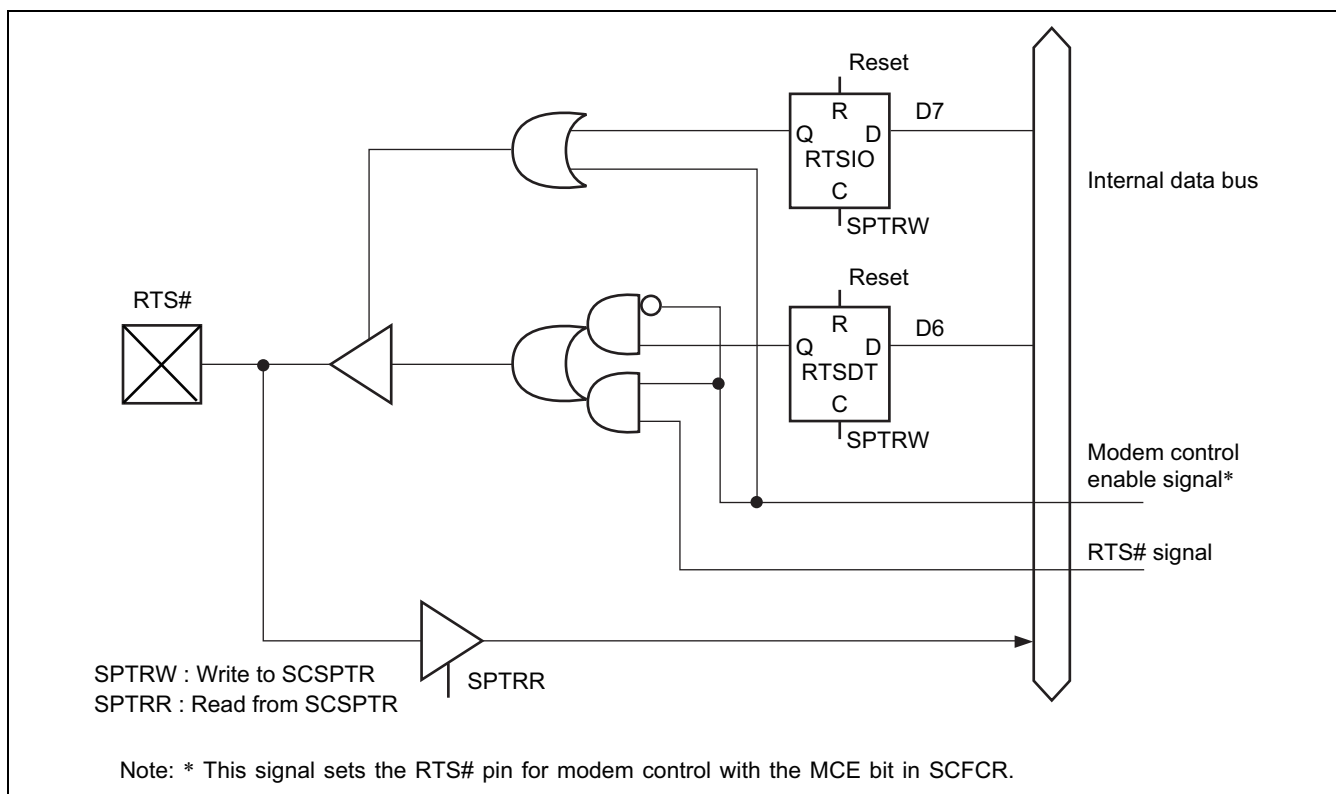 Reset
R
D7
Q
D
RTSIO
C
SPTRW
Internal data bus
Reset
RTS#
R
D6
Q
D
RTSDT
C
SPTRW
Modem control
enable signal*
RTS# signal
SPTRW : Write to SCSPTR
SPTRR
SPTRR : Read from SCSPTR
Note: * This signal sets the RTS# pin for modem control with the MCE bit in SCFCR.